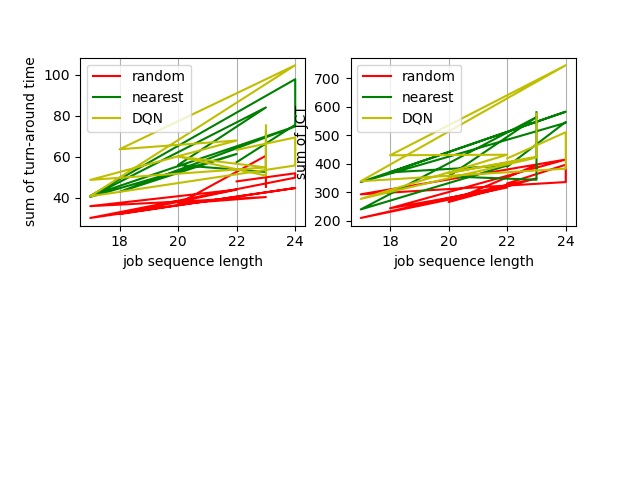 sum of turn-around time
100
80
60
40
random
nearest
DQN
18
20
22
24
job sequence length
sum of JCT
700
600
500
400
300
200
random
nearest
DQN
18
20
22
24
job sequence length